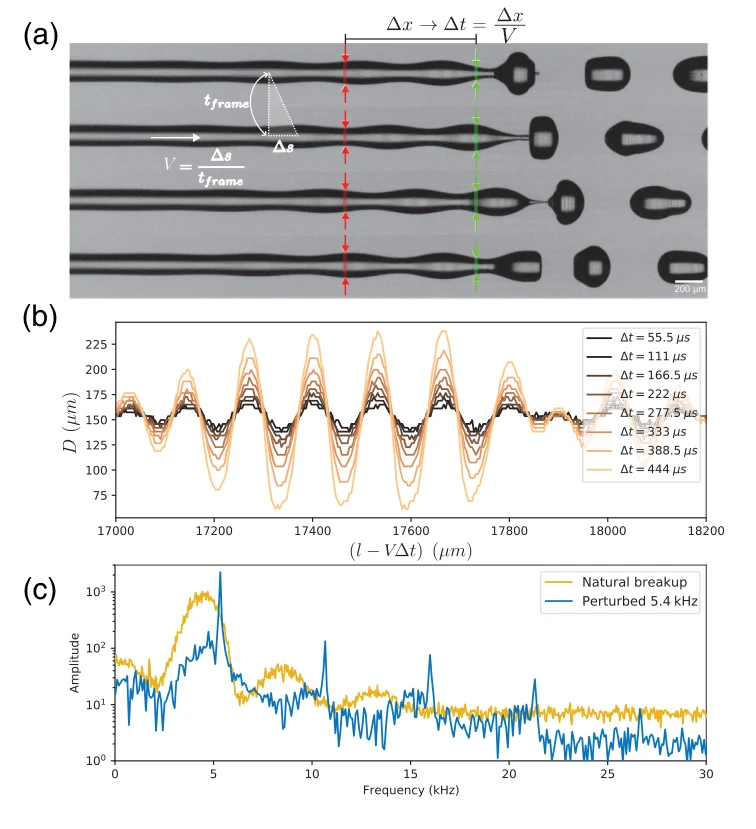 (a)
Δx → Δt = Δx/V
t_frame
Δs
V = Δs/t_frame
200 μm
(b)
225
200
175
150
125
100
75
D (μm)
Δt = 55.5 μs
Δt = 111 μs
Δt = 166.5 μs
Δt = 222 μs
Δt = 277.5 μs
Δt = 333 μs
Δt = 388.5 μs
Δt = 444 μs
17000 17200 17400 17600 17800 18000 18200
(l − VΔt) (μm)
(c)
10³
10²
10¹
10⁰
Amplitude
Natural breakup
Perturbed 5.4 kHz
0 5 10 15 20 25 30
Frequency (kHz)